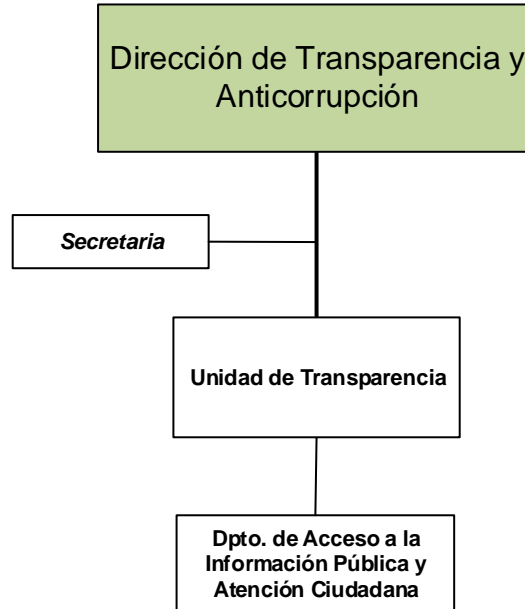 Dirección de Transparencia y
Anticorrupción
Secretaria
Unidad de Transparencia
Dpto. de Acceso a la
Información Pública y
Atención Ciudadana